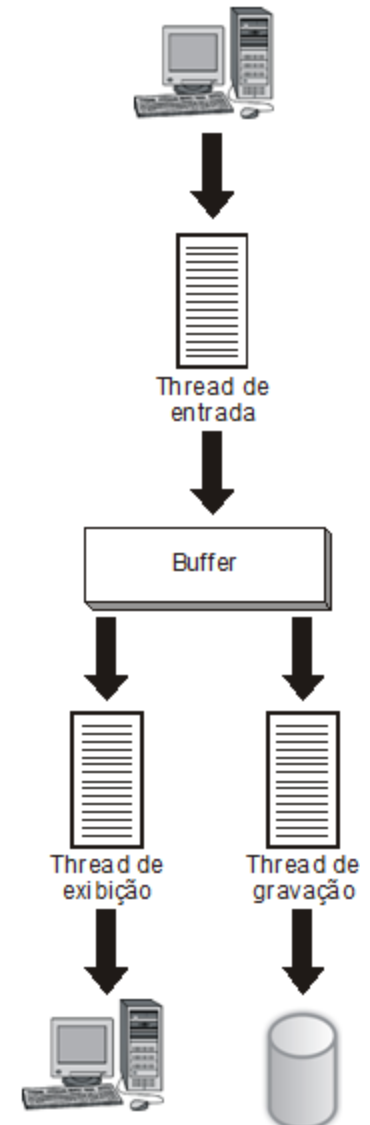 Thread de
entrada
Buffer
Thread de
exibição
Thread de
gravação